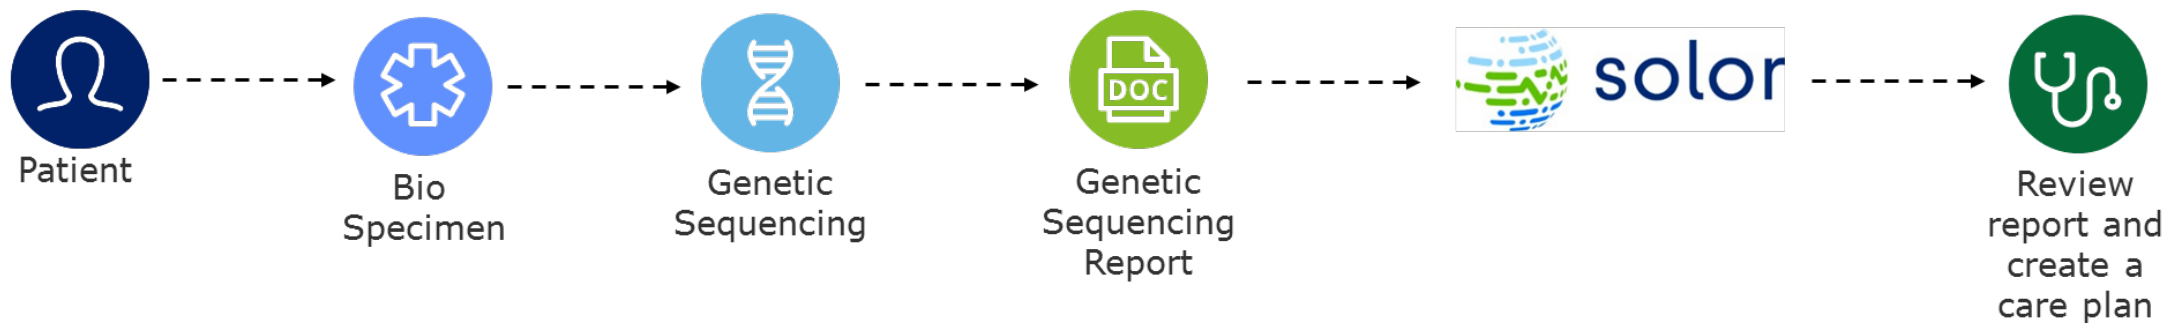 Patient
Bio
Specimen
Genetic
Sequencing
DOC
Genetic
Sequencing
Report
solor
Review
report and
create a
care plan